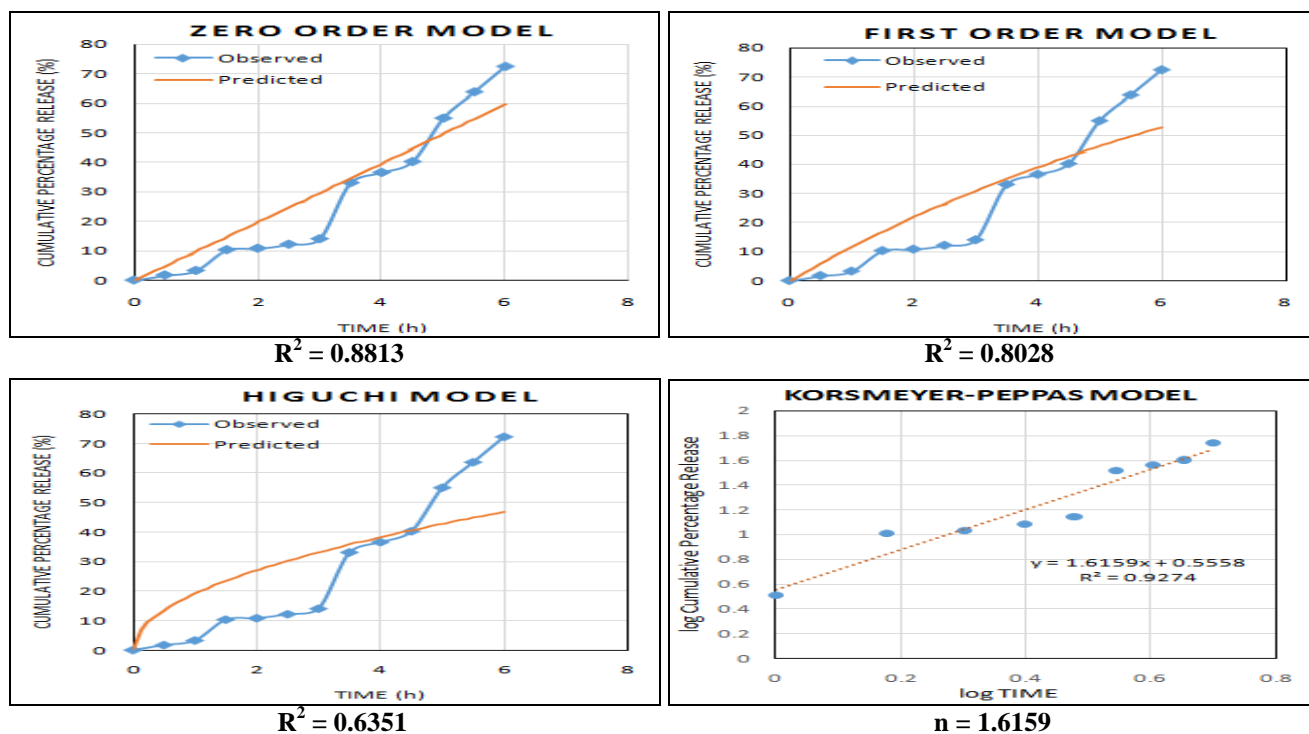 ZERO ORDER MODEL
CUMULATIVE PERCENTAGE RELEASE (%)
80
70
60
50
40
30
20
10
0
Observed
Predicted
0 2 4 6 8
TIME (h)
R² = 0.8813
FIRST ORDER MODEL
CUMULATIVE PERCENTAGE RELEASE (%)
80
70
60
50
40
30
20
10
0
Observed
Predicted
0 2 4 6 8
TIME (h)
R² = 0.8028
HIGUCHI MODEL
CUMULATIVE PERCENTAGE RELEASE (%)
80
70
60
50
40
30
20
10
0
Observed
Predicted
0 2 4 6 8
TIME (h)
R² = 0.6351
KORSMEYER-PEPPAS MODEL
log Cumulative Percentage Release
2
1.8
1.6
1.4
1.2
1
0.8
0.6
0.4
0.2
0
y = 1.6159x + 0.5558
R² = 0.9274
0 0.2 0.4 0.6 0.8
log TIME
n = 1.6159